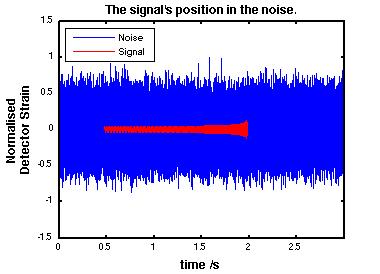 The signal's position in the noise.
1.5
Noise
Signal
1
0.5
0
-0.5
-1
-1.5
Normalised
Detector Strain
0 0.5 1 1.5 2 2.5
time /s